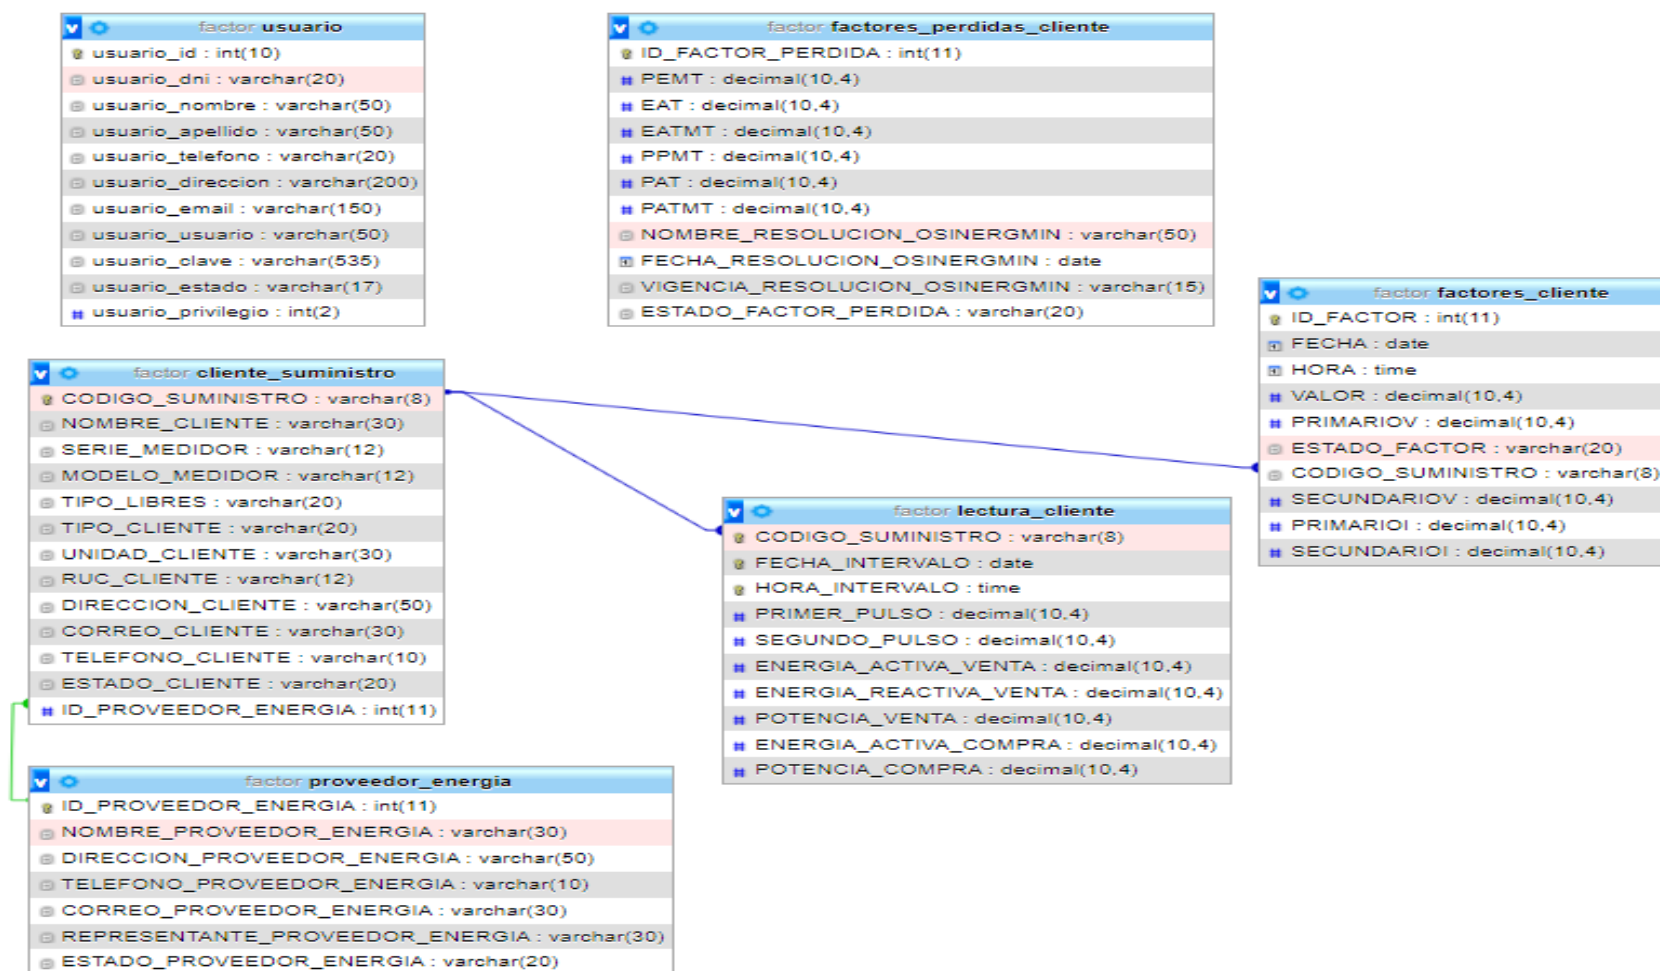 factor usuario
usuario_id : int(10)
usuario_dni : varchar(20)
usuario_nombre : varchar(50)
usuario_apellido : varchar(50)
usuario_telefono : varchar(20)
usuario_direccion : varchar(200)
usuario_email : varchar(150)
usuario_usuario : varchar(50)
usuario_clave : varchar(535)
usuario_estado : varchar(17)
usuario_privilegio : int(2)
factor factores_perdidas_cliente
ID_FACTOR_PERDIDA : int(11)
PEMT : decimal(10,4)
EAT : decimal(10,4)
EATMT : decimal(10,4)
PPMT : decimal(10,4)
PAT : decimal(10,4)
PATMT : decimal(10,4)
NOMBRE_RESOLUCION_OSINERGMIN : varchar(50)
FECHA_RESOLUCION_OSINERGMIN : date
VIGENCIA_RESOLUCION_OSINERGMIN : varchar(15)
ESTADO_FACTOR_PERDIDA : varchar(20)
factor factores_cliente
ID_FACTOR : int(11)
FECHA : date
HORA : time
VALOR : decimal(10,4)
PRIMARIOV : decimal(10,4)
ESTADO_FACTOR : varchar(20)
CODIGO_SUMINISTRO : varchar(8)
SECUNDARIOV : decimal(10,4)
PRIMARIOI : decimal(10,4)
SECUNDARIOI : decimal(10,4)
factor cliente_suministro
CODIGO_SUMINISTRO : varchar(8)
NOMBRE_CLIENTE : varchar(30)
SERIE_MEDIDOR : varchar(12)
MODELO_MEDIDOR : varchar(12)
TIPO_LIBRES : varchar(20)
TIPO_CLIENTE : varchar(20)
UNIDAD_CLIENTE : varchar(30)
RUC_CLIENTE : varchar(12)
DIRECCION_CLIENTE : varchar(50)
CORREO_CLIENTE : varchar(30)
TELEFONO_CLIENTE : varchar(10)
ESTADO_CLIENTE : varchar(20)
ID_PROVEEDOR_ENERGIA : int(11)
factor lectura_cliente
CODIGO_SUMINISTRO : varchar(8)
FECHA_INTERVALO : date
HORA_INTERVALO : time
PRIMER_PULSO : decimal(10,4)
SEGUNDO_PULSO : decimal(10,4)
ENERGIA_ACTIVA_VENTA : decimal(10,4)
ENERGIA_REACTIVA_VENTA : decimal(10,4)
POTENCIA_VENTA : decimal(10,4)
ENERGIA_ACTIVA_COMPRA : decimal(10,4)
POTENCIA_COMPRA : decimal(10,4)
factor proveedor_energia
ID_PROVEEDOR_ENERGIA : int(11)
NOMBRE_PROVEEDOR_ENERGIA : varchar(30)
DIRECCION_PROVEEDOR_ENERGIA : varchar(50)
TELEFONO_PROVEEDOR_ENERGIA : varchar(10)
CORREO_PROVEEDOR_ENERGIA : varchar(30)
REPRESENTANTE_PROVEEDOR_ENERGIA : varchar(30)
ESTADO_PROVEEDOR_ENERGIA : varchar(20)